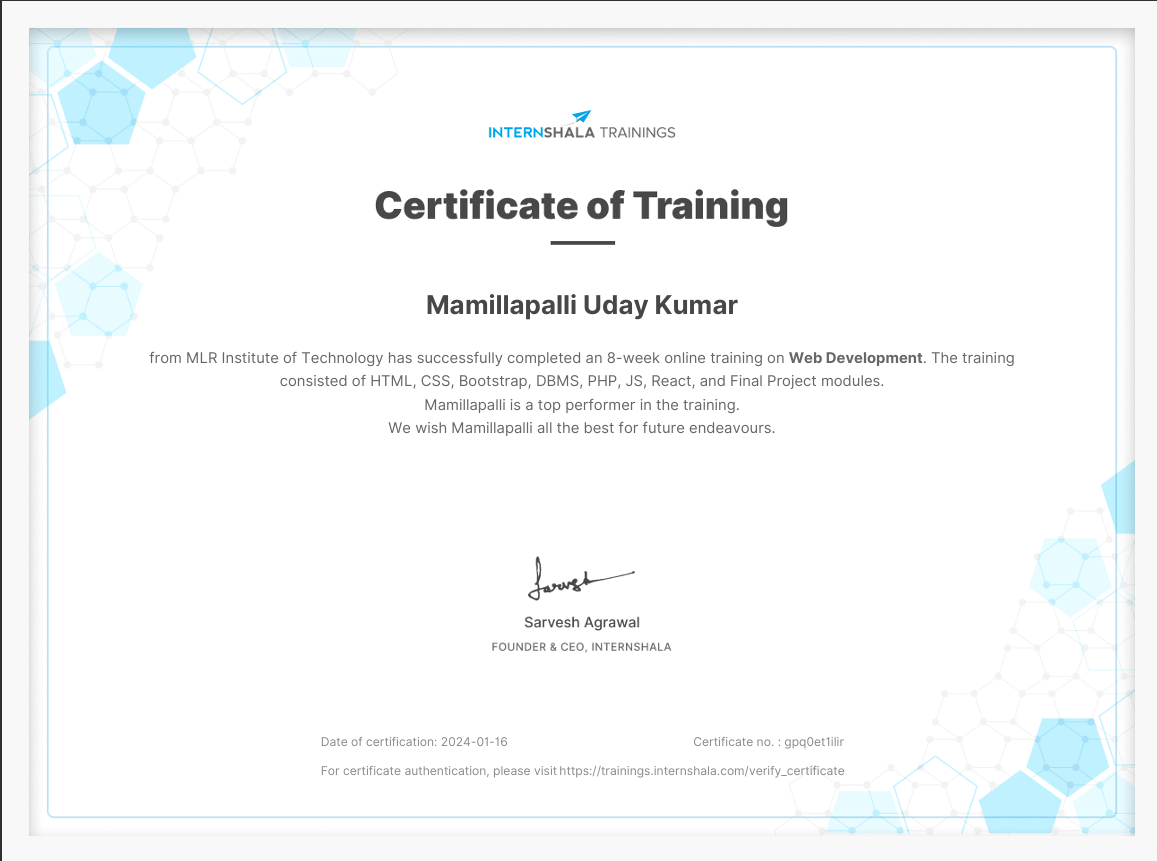 INTERNSHALA TRAININGS
Certificate of Training
Mamillapalli Uday Kumar
from MLR Institute of Technology has successfully completed an 8-week online training on Web Development. The training
consisted of HTML, CSS, Bootstrap, DBMS, PHP, JS, React, and Final Project modules.
Mamillapalli is a top performer in the training.
We wish Mamillapalli all the best for future endeavours.
Sarvesh
Sarvesh Agrawal
FOUNDER & CEO, INTERNSHALA
Date of certification: 2024-01-16 Certificate no. : gpq0et1ilir
For certificate authentication, please visit https://trainings.internshala.com/verify_certificate